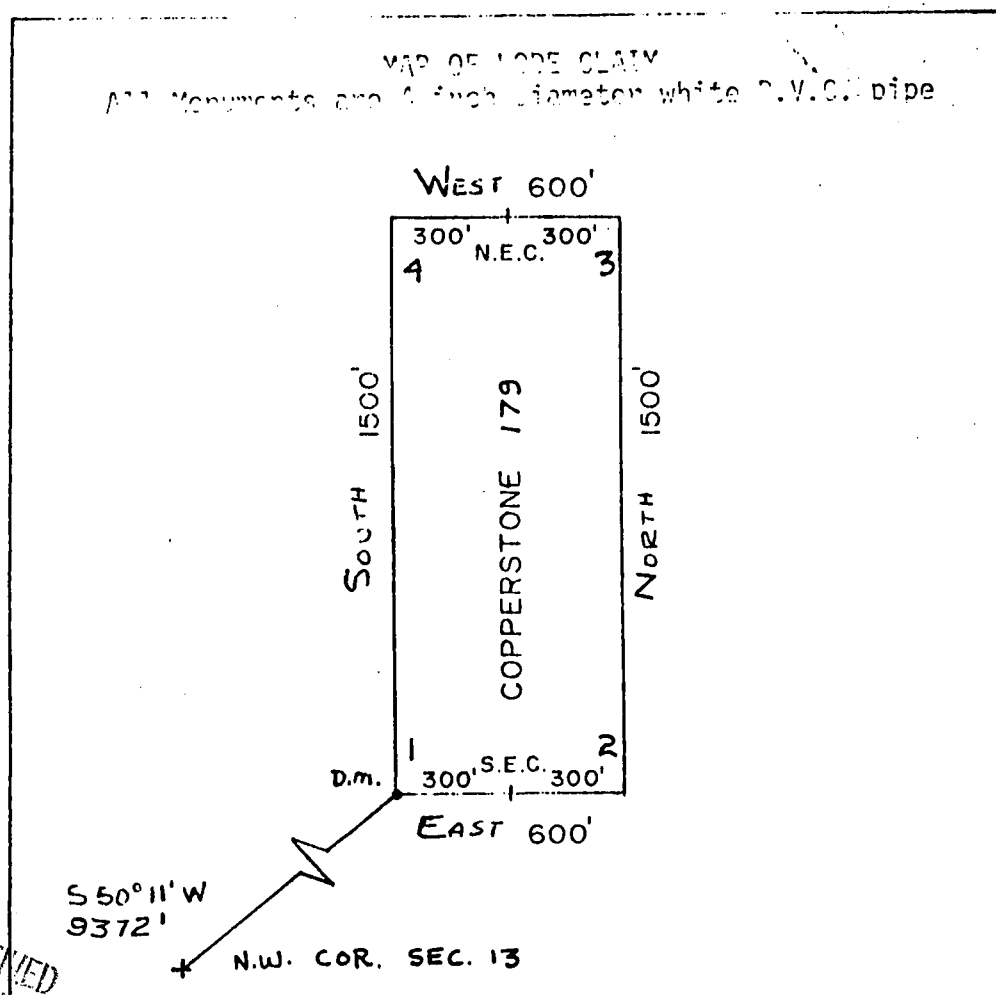 MAP OF LODE CLAIM
All Monuments are 4 inch diameter white P.V.C. pipe
WEST 600'
300' 300'
N.E.C.
4 3
SOUTH 1500'
COPPERSTONE 179
NORTH 1500'
1 2
D.M. 300' S.E.C. 300'
EAST 600'
S 50° 11' W
9372'
N.W. COR. SEC. 13